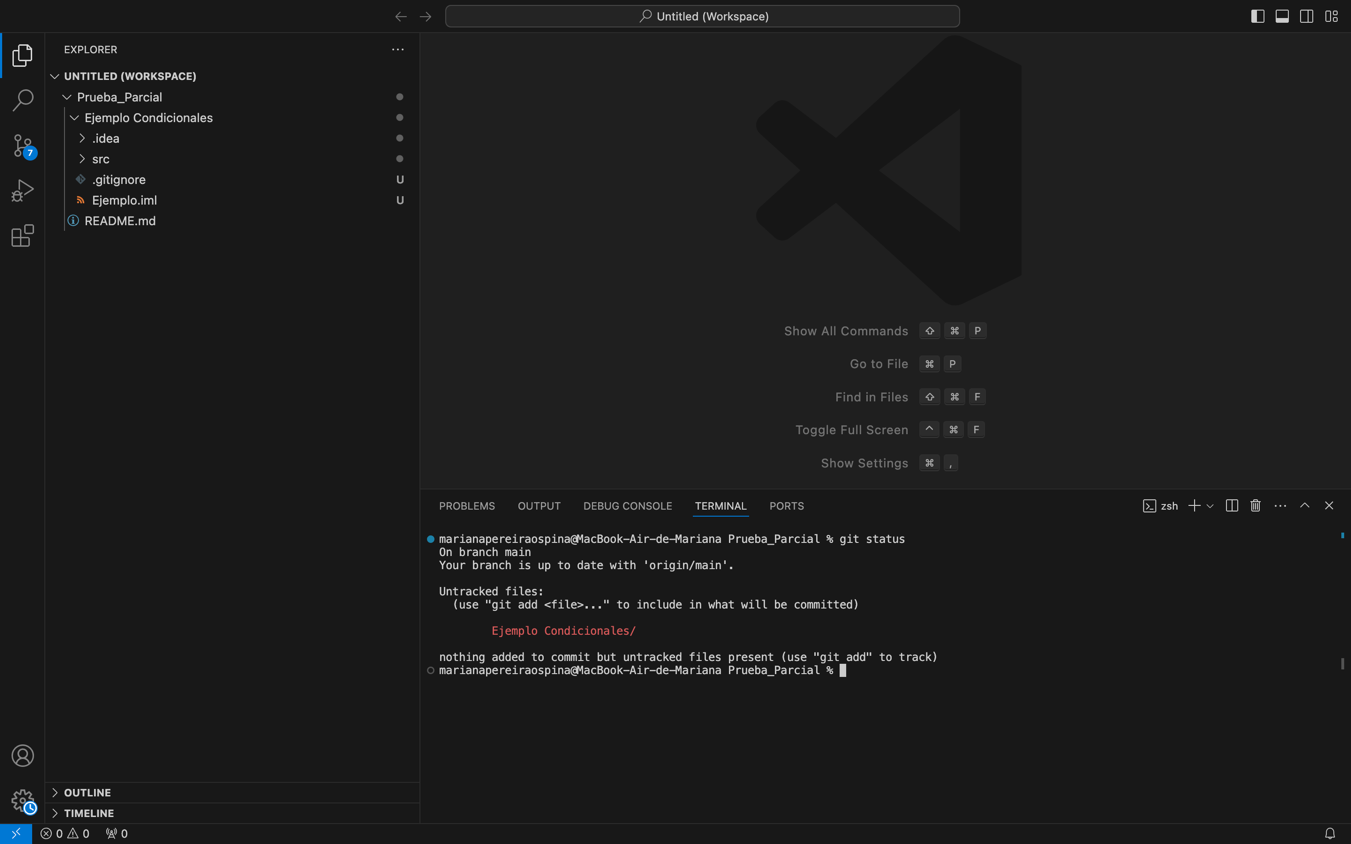 Untitled (Workspace)
EXPLORER
UNTITLED (WORKSPACE)
Prueba_Parcial
Ejemplo Condicionales
.idea
src
.gitignore U
Ejemplo.iml U
README.md
7
Show All Commands ⇧ ⌘ P
Go to File ⌘ P
Find in Files ⇧ ⌘ F
Toggle Full Screen ^ ⌘ F
Show Settings ⌘ ,
PROBLEMS OUTPUT DEBUG CONSOLE TERMINAL PORTS zsh
marianapereiraospina@MacBook-Air-de-Mariana Prueba_Parcial % git status
On branch main
Your branch is up to date with 'origin/main'.
Untracked files:
(use "git add <file>..." to include in what will be committed)
Ejemplo Condicionales/
nothing added to commit but untracked files present (use "git add" to track)
marianapereiraospina@MacBook-Air-de-Mariana Prueba_Parcial %
OUTLINE
TIMELINE
0 0 0